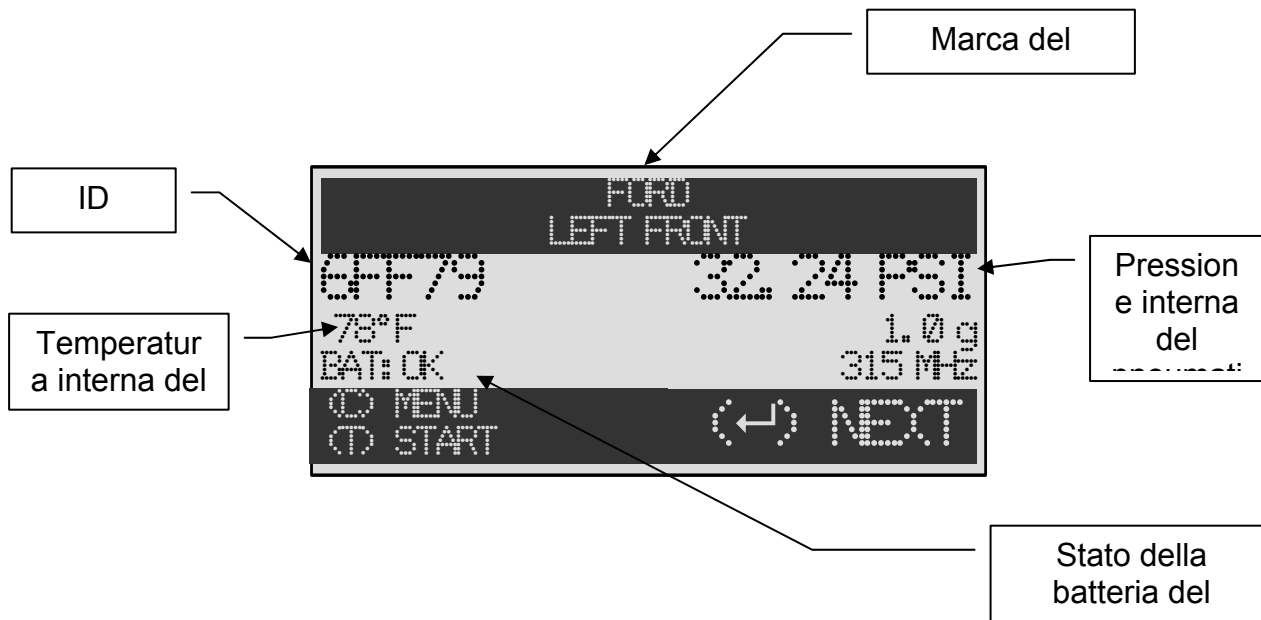 Marca del
ID
FORD
LEFT FRONT
6FF79 32.24 PSI
Pression
e interna
del
pneumati
78°F 1.0 g
Temperatur
a interna del
BAT: OK 315 MHz
(C) MENU
(↵) NEXT
(T) START
Stato della
batteria del